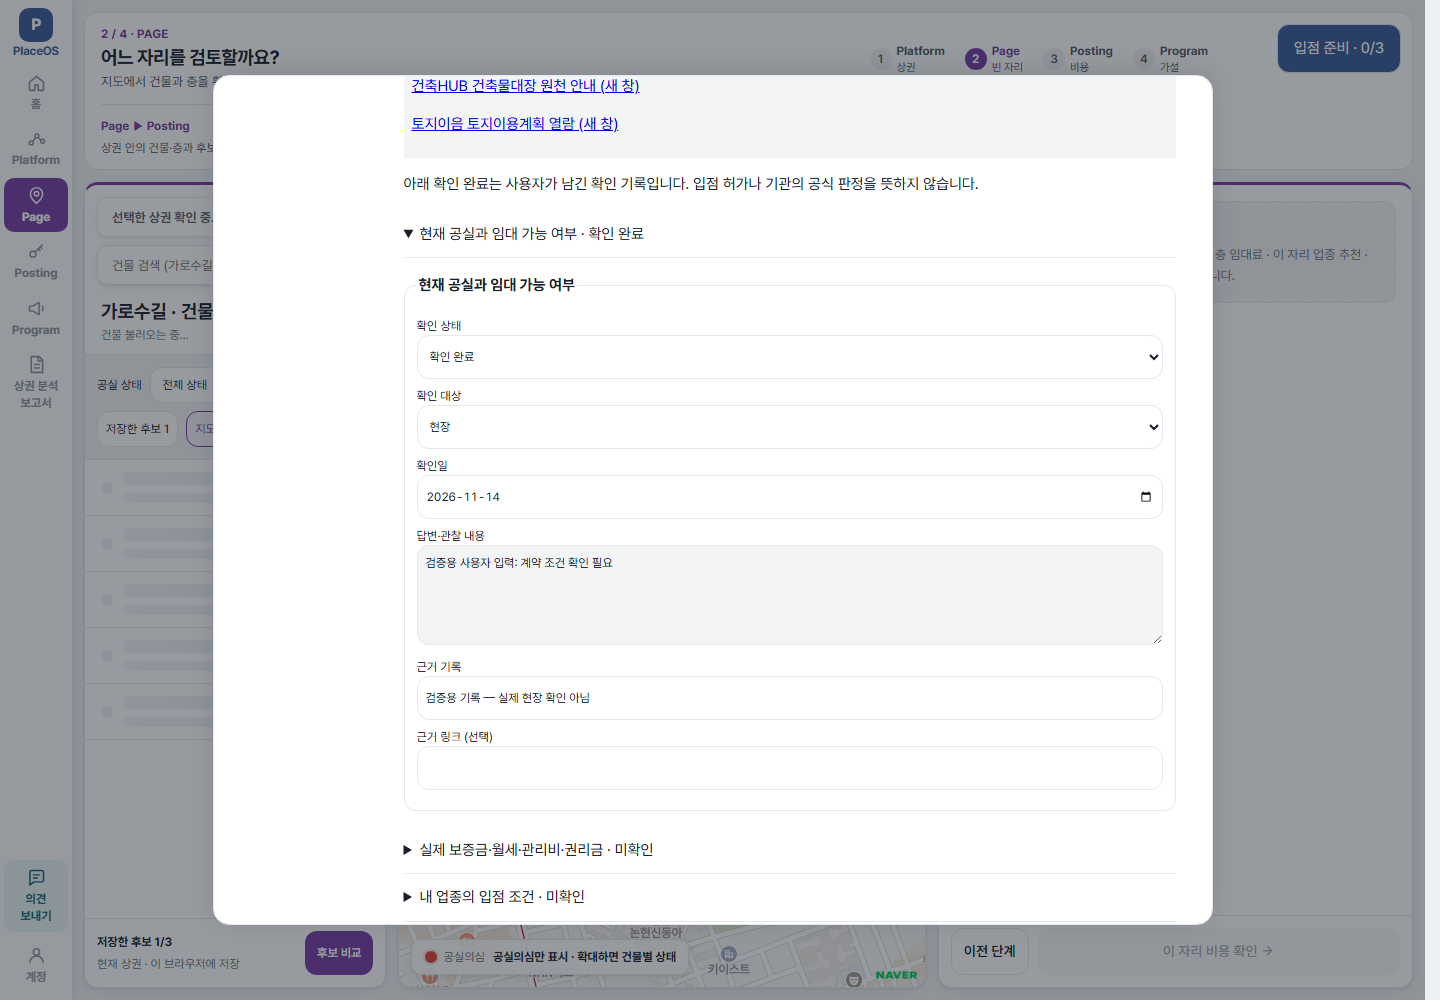 P
PlaceOS
홈
Platform
Page
Posting
Program
상권 분석
보고서
의견
보내기
계정
2 / 4 · PAGE
어느 자리를 검토할까요?
지도에서 건물과 층을
Page ▶ Posting
상권 안의 건물·층과 후보
1 Platform 상권
2 Page 빈 자리
3 Posting 비용
4 Program 가설
입점 준비 · 0/3
선택한 상권 확인 중
건물 검색 (가로수길
가로수길 · 건물
건물 불러오는 중...
공실 상태 전체 상태
저장한 후보 1 지도
저장한 후보 1/3
현재 상권 · 이 브라우저에 저장
후보 비교
건축HUB 건축물대장 원천 안내 (새 창)
토지이음 토지이용계획 열람 (새 창)
아래 확인 완료는 사용자가 남긴 확인 기록입니다. 입점 허가나 기관의 공식 판정을 뜻하지 않습니다.
▼ 현재 공실과 임대 가능 여부 · 확인 완료
현재 공실과 임대 가능 여부
확인 상태
확인 완료
확인 대상
현장
확인일
2026-11-14
답변·관찰 내용
검증용 사용자 입력: 계약 조건 확인 필요
근거 기록
검증용 기록 — 실제 현장 확인 아님
근거 링크 (선택)
▶ 실제 보증금·월세·관리비·권리금 · 미확인
▶ 내 업종의 입점 조건 · 미확인
논현신동아
공실의심 공실의심만 표시 · 확대하면 건물별 상태
키이스트
NAVER
층 임대료 · 이 자리 업종 추천 ·
니다.
이전 단계
이 자리 비용 확인 →